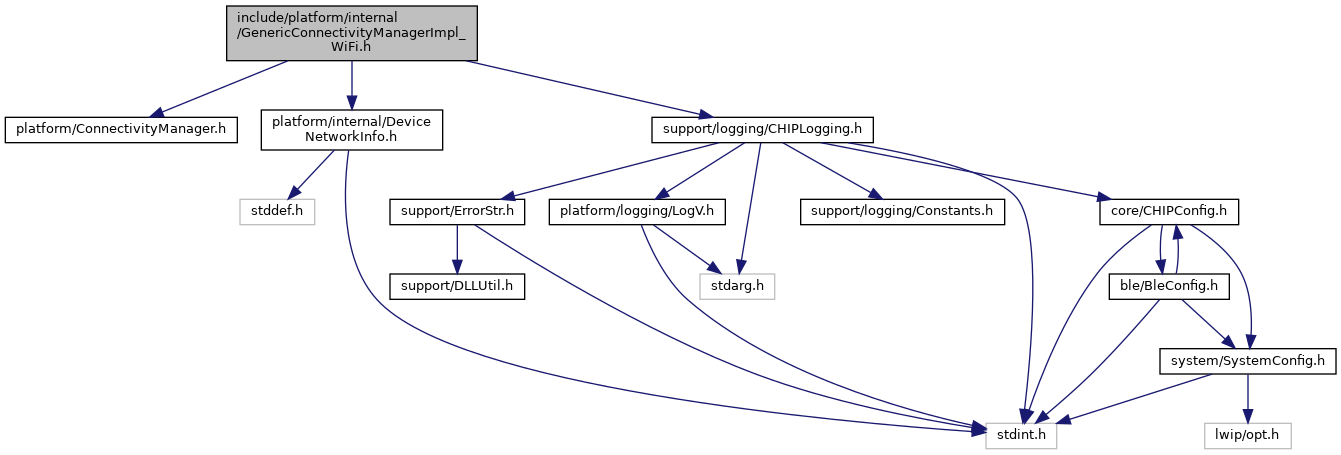 include/platform/internal
/GenericConnectivityManagerImpl_
WiFi.h
platform/ConnectivityManager.h
platform/internal/Device
NetworkInfo.h
support/logging/CHIPLogging.h
stddef.h
support/ErrorStr.h
platform/logging/LogV.h
support/logging/Constants.h
core/CHIPConfig.h
support/DLLUtil.h
stdarg.h
ble/BleConfig.h
system/SystemConfig.h
stdint.h
lwip/opt.h